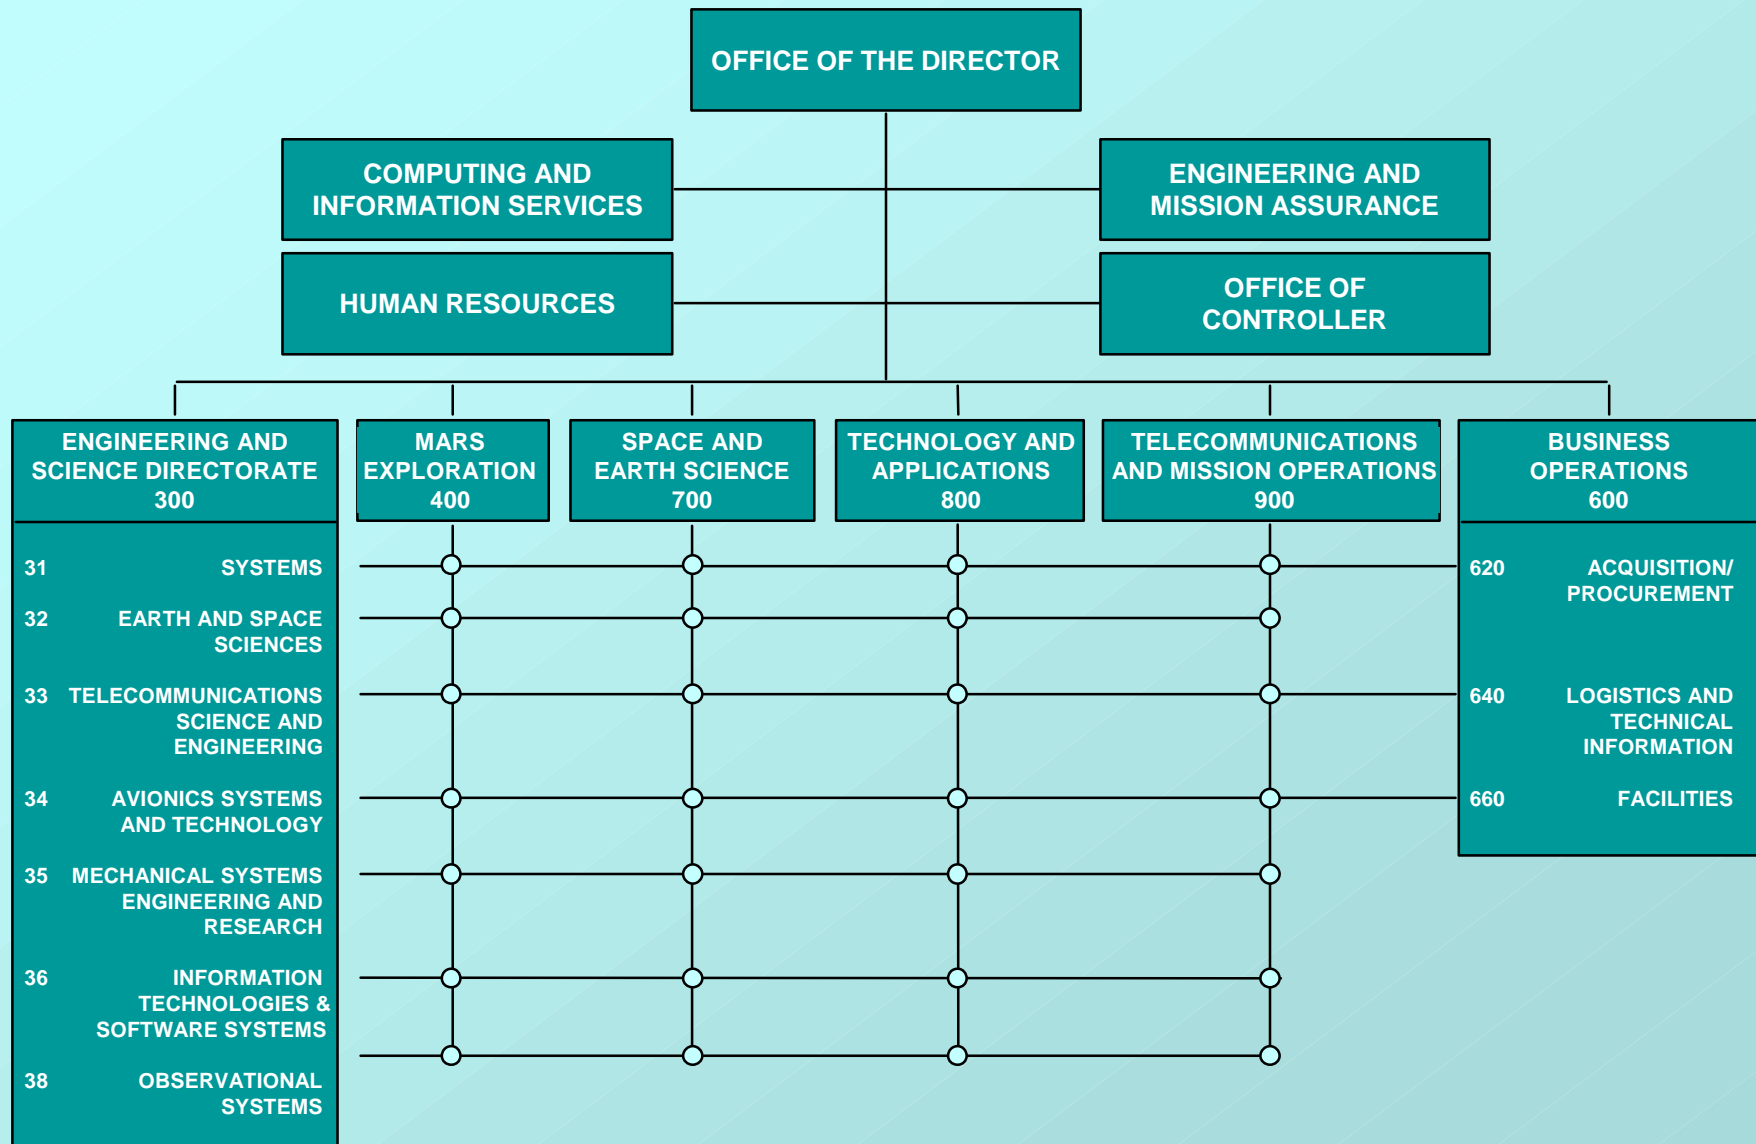 OFFICE OF THE DIRECTOR
COMPUTING AND
INFORMATION SERVICES
ENGINEERING AND
MISSION ASSURANCE
HUMAN RESOURCES
OFFICE OF
CONTROLLER
ENGINEERING AND
SCIENCE DIRECTORATE
300
MARS
EXPLORATION
400
SPACE AND
EARTH SCIENCE
700
TECHNOLOGY AND
APPLICATIONS
800
TELECOMMUNICATIONS
AND MISSION OPERATIONS
900
BUSINESS
OPERATIONS
600
31 SYSTEMS
32 EARTH AND SPACE
SCIENCES
33 TELECOMMUNICATIONS
SCIENCE AND
ENGINEERING
34 AVIONICS SYSTEMS
AND TECHNOLOGY
35 MECHANICAL SYSTEMS
ENGINEERING AND
RESEARCH
36 INFORMATION
TECHNOLOGIES &
SOFTWARE SYSTEMS
38 OBSERVATIONAL
SYSTEMS
620 ACQUISITION/
PROCUREMENT
640 LOGISTICS AND
TECHNICAL
INFORMATION
660 FACILITIES